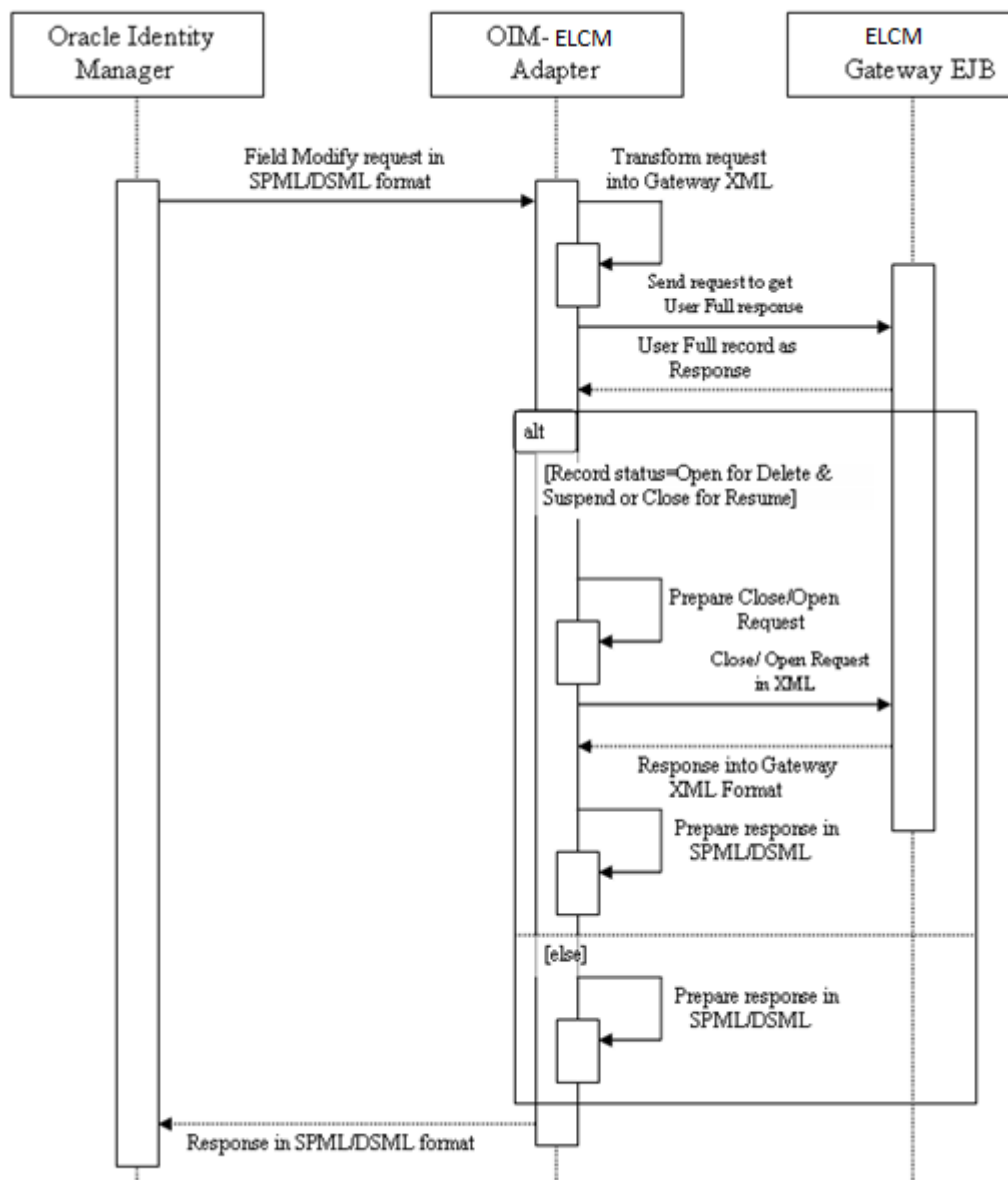 Oracle Identity
Manager
OIM- ELCM
Adapter
ELCM
Gateway EJB
Field Modify request in
SPML/DSML format
Transform request
into Gateway XML
Send request to get
User Full response
User Full record as
Response
alt
[Record status=Open for Delete &
Suspend or Close for Resume]
Prepare Close/Open
Request
Close/ Open Request
in XML
Response into Gateway
XML Format
Prepare response in
SPML/DSML
[else]
Prepare response in
SPML/DSML
Response in SPML/DSML format